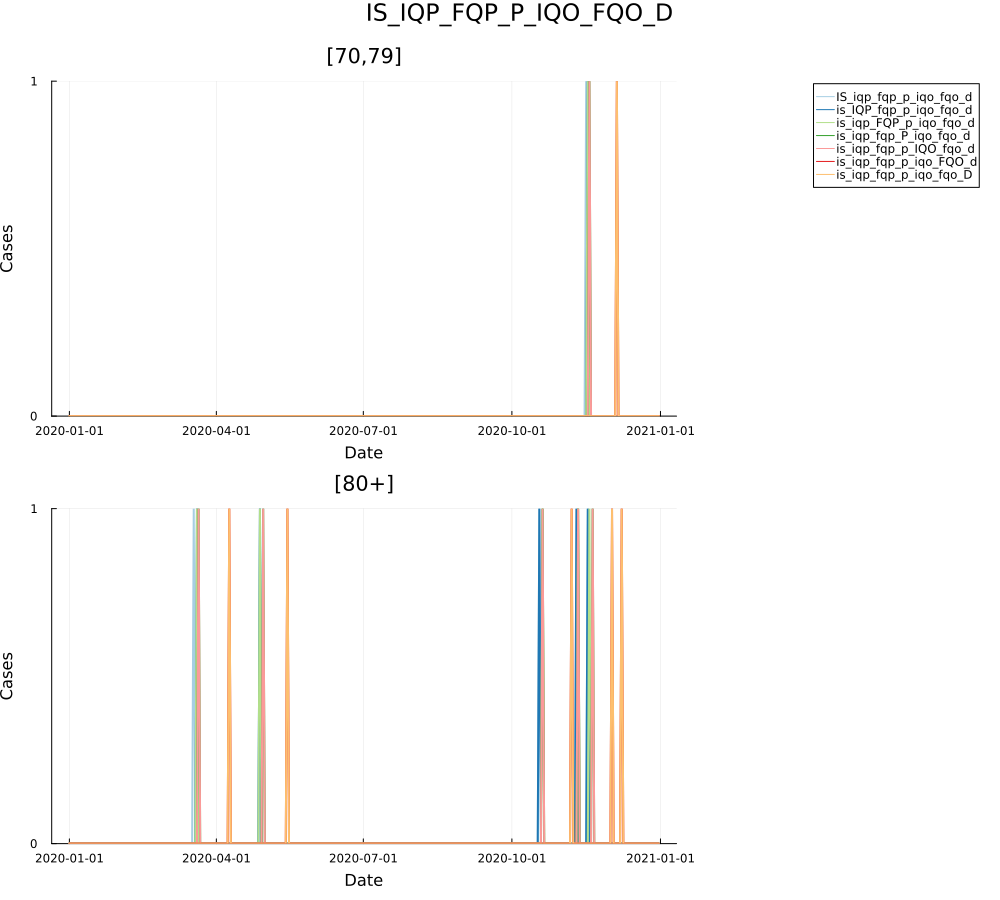 IS_IQP_FQP_P_IQO_FQO_D
[70,79]
1
Cases
0
2020-01-01 2020-04-01 2020-07-01 2020-10-01 2021-01-01
Date
IS_iqp_fqp_p_iqo_fqo_d
is_IQP_fqp_p_iqo_fqo_d
is_iqp_FQP_p_iqo_fqo_d
is_iqp_fqp_P_iqo_fqo_d
is_iqp_fqp_p_IQO_fqo_d
is_iqp_fqp_p_iqo_FQO_d
is_iqp_fqp_p_iqo_fqo_D
[80+]
1
Cases
0
2020-01-01 2020-04-01 2020-07-01 2020-10-01 2021-01-01
Date